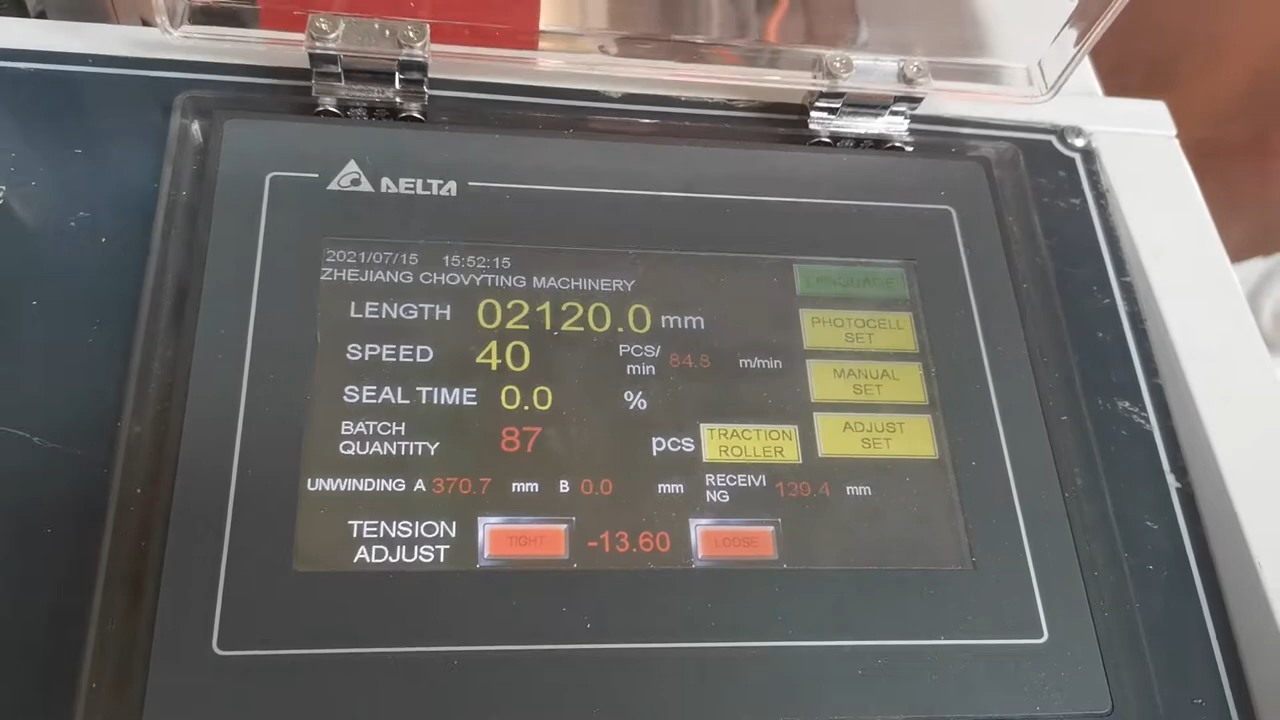 DELTA
2021/07/15 15:52:15
ZHEJIANG CHOVYTING MACHINERY
LANGUAGE
LENGTH 02120.0 mm
PHOTOCELL
SET
SPEED 40 PCS/
min 84.8 m/min
MANUAL
SET
SEAL TIME 0.0 %
BATCH
QUANTITY 87 pcs
TRACTION
ROLLER
ADJUST
SET
UNWINDING A 370.7 mm B 0.0 mm RECEIVI
NG 139.4 mm
TENSION
ADJUST TIGHT -13.60 LOOSE